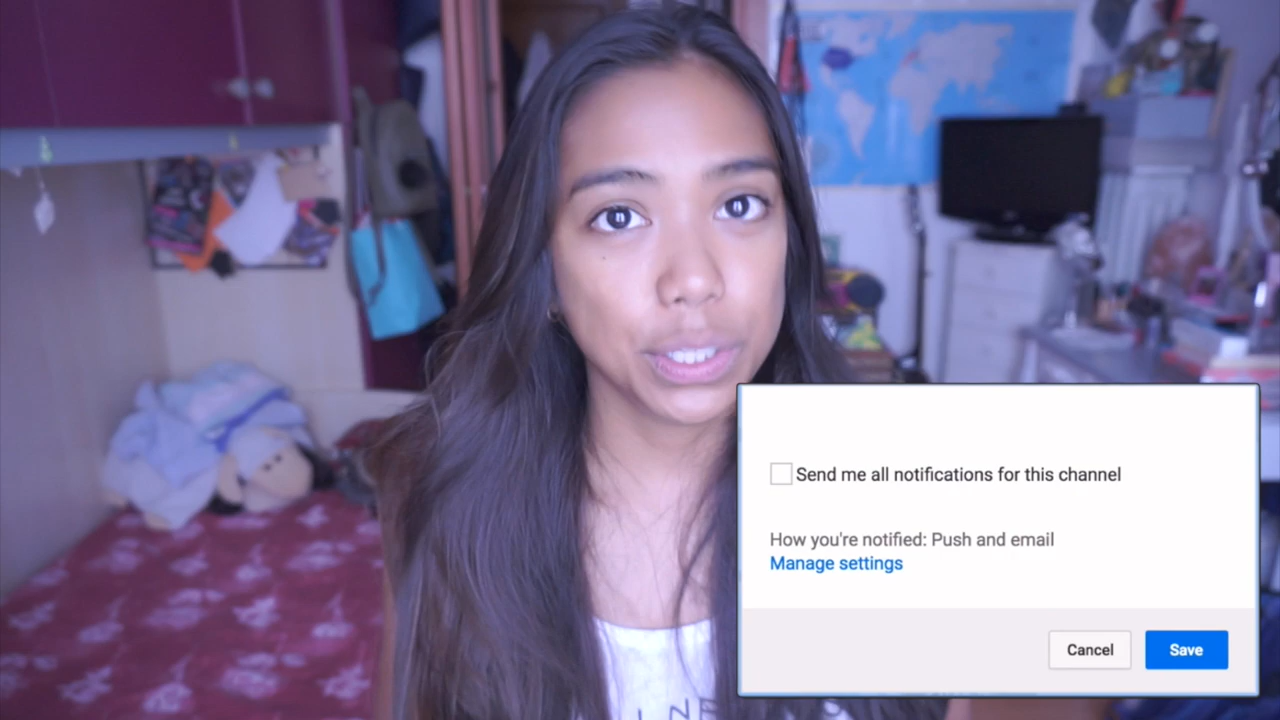 Send me all notifications for this channel
How you're notified: Push and email
Manage settings
Cancel
Save